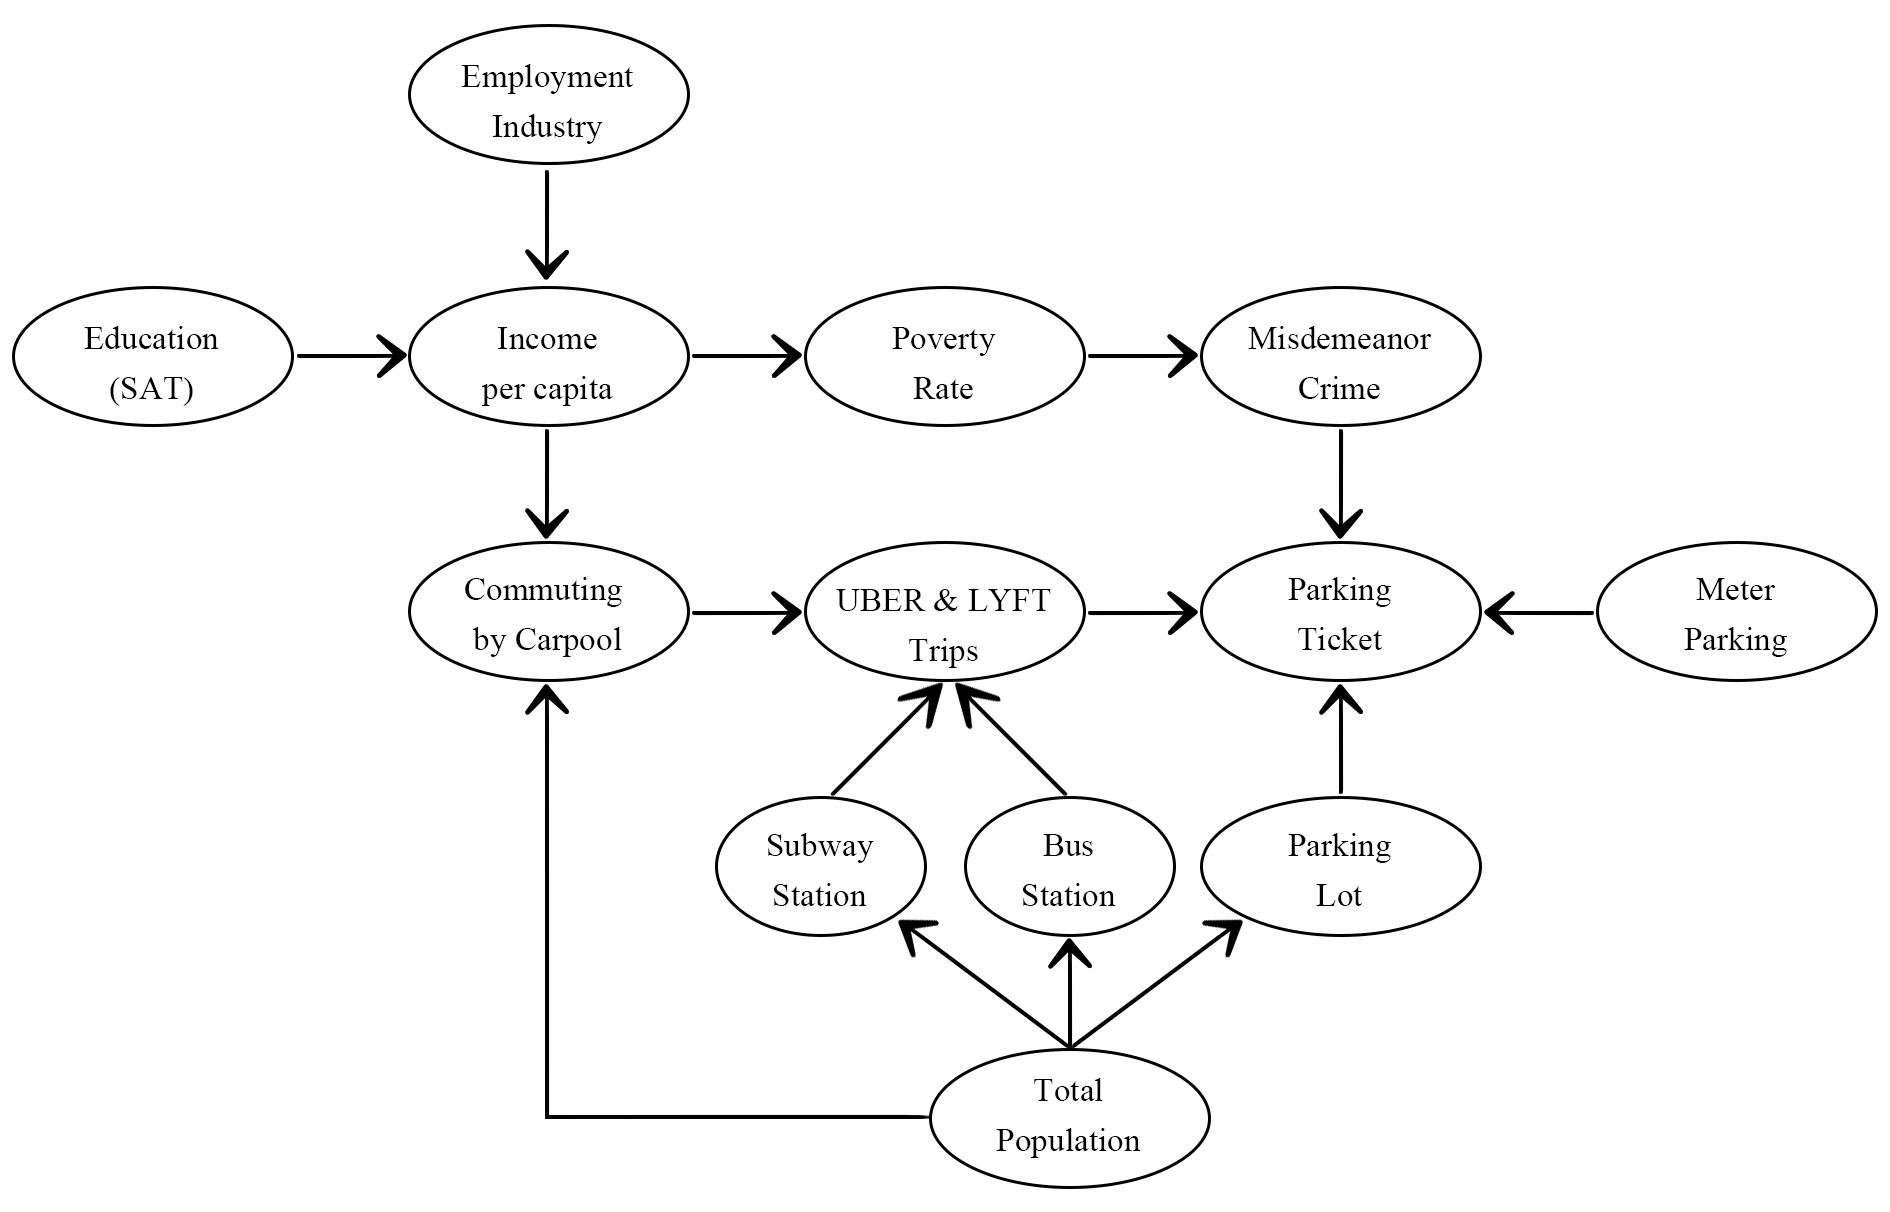 Employment
Industry
Education
(SAT)
Income
per capita
Poverty
Rate
Misdemeanor
Crime
Commuting
by Carpool
UBER & LYFT
Trips
Parking
Ticket
Meter
Parking
Subway
Station
Bus
Station
Parking
Lot
Total
Population